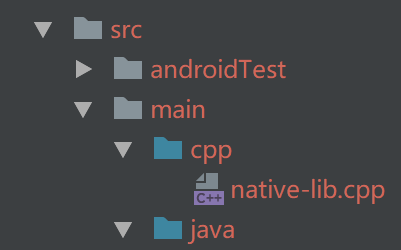 src
androidTest
main
cpp
C++ native-lib.cpp
java